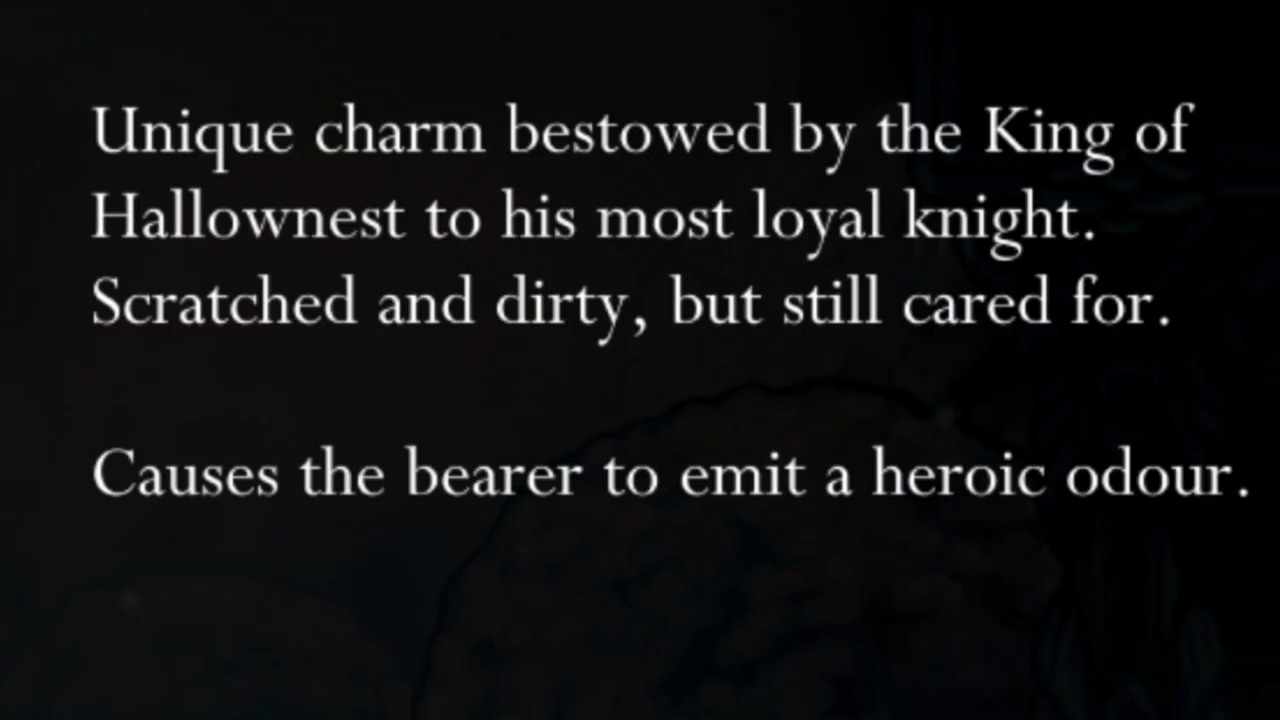 Unique charm bestowed by the King of
Hallownest to his most loyal knight.
Scratched and dirty, but still cared for.
Causes the bearer to emit a heroic odour.